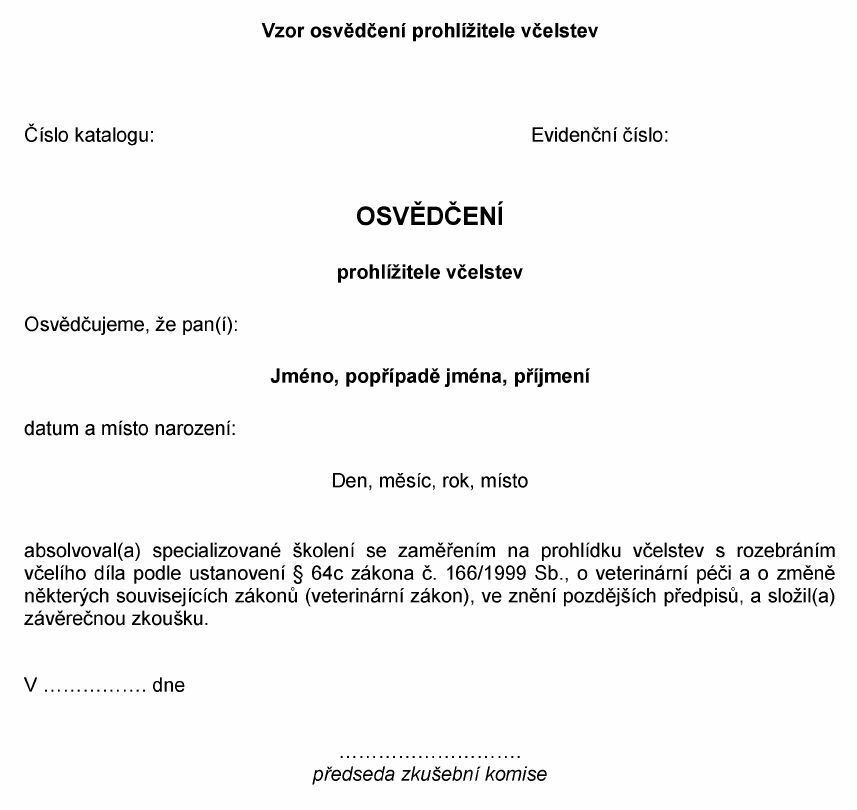 Vzor osvědčení prohlížitele včelstev
Číslo katalogu: Evidenční číslo:
OSVĚDČENÍ
prohlížitele včelstev
Osvědčujeme, že pan(í):
Jméno, popřípadě jména, příjmení
datum a místo narození:
Den, měsíc, rok, místo
absolvoval(a) specializované školení se zaměřením na prohlídku včelstev s rozebráním
včelího díla podle ustanovení § 64c zákona č. 166/1999 Sb., o veterinární péči a o změně
některých souvisejících zákonů (veterinární zákon), ve znění pozdějších předpisů, a složil(a)
závěrečnou zkoušku.
V ……………. dne
……………………….
předseda zkušební komise